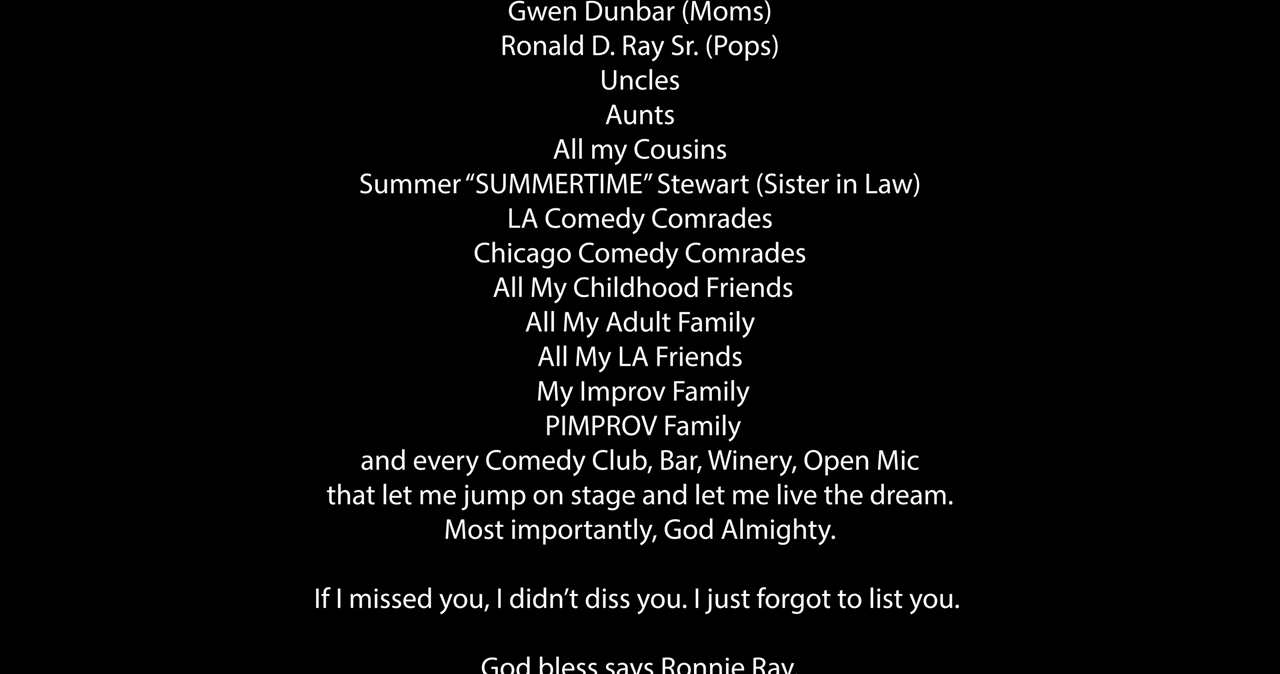 Gwen Dunbar (Moms)
Ronald D. Ray Sr. (Pops)
Uncles
Aunts
All my Cousins
Summer “SUMMERTIME” Stewart (Sister in Law)
LA Comedy Comrades
Chicago Comedy Comrades
All My Childhood Friends
All My Adult Family
All My LA Friends
My Improv Family
PIMPROV Family
and every Comedy Club, Bar, Winery, Open Mic
that let me jump on stage and let me live the dream.
Most importantly, God Almighty.
If I missed you, I didn’t diss you. I just forgot to list you.
God bless says Ronnie Ray